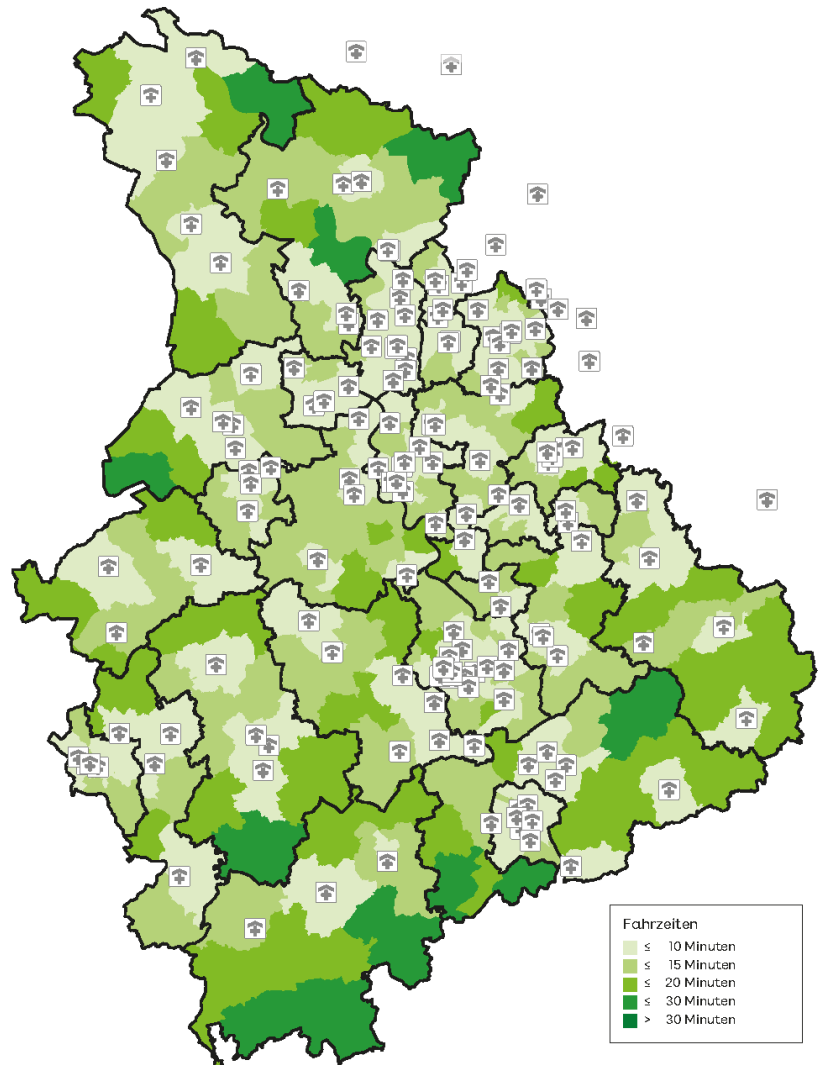 Fahrzeiten
≤ 10 Minuten
≤ 15 Minuten
≤ 20 Minuten
≤ 30 Minuten
> 30 Minuten